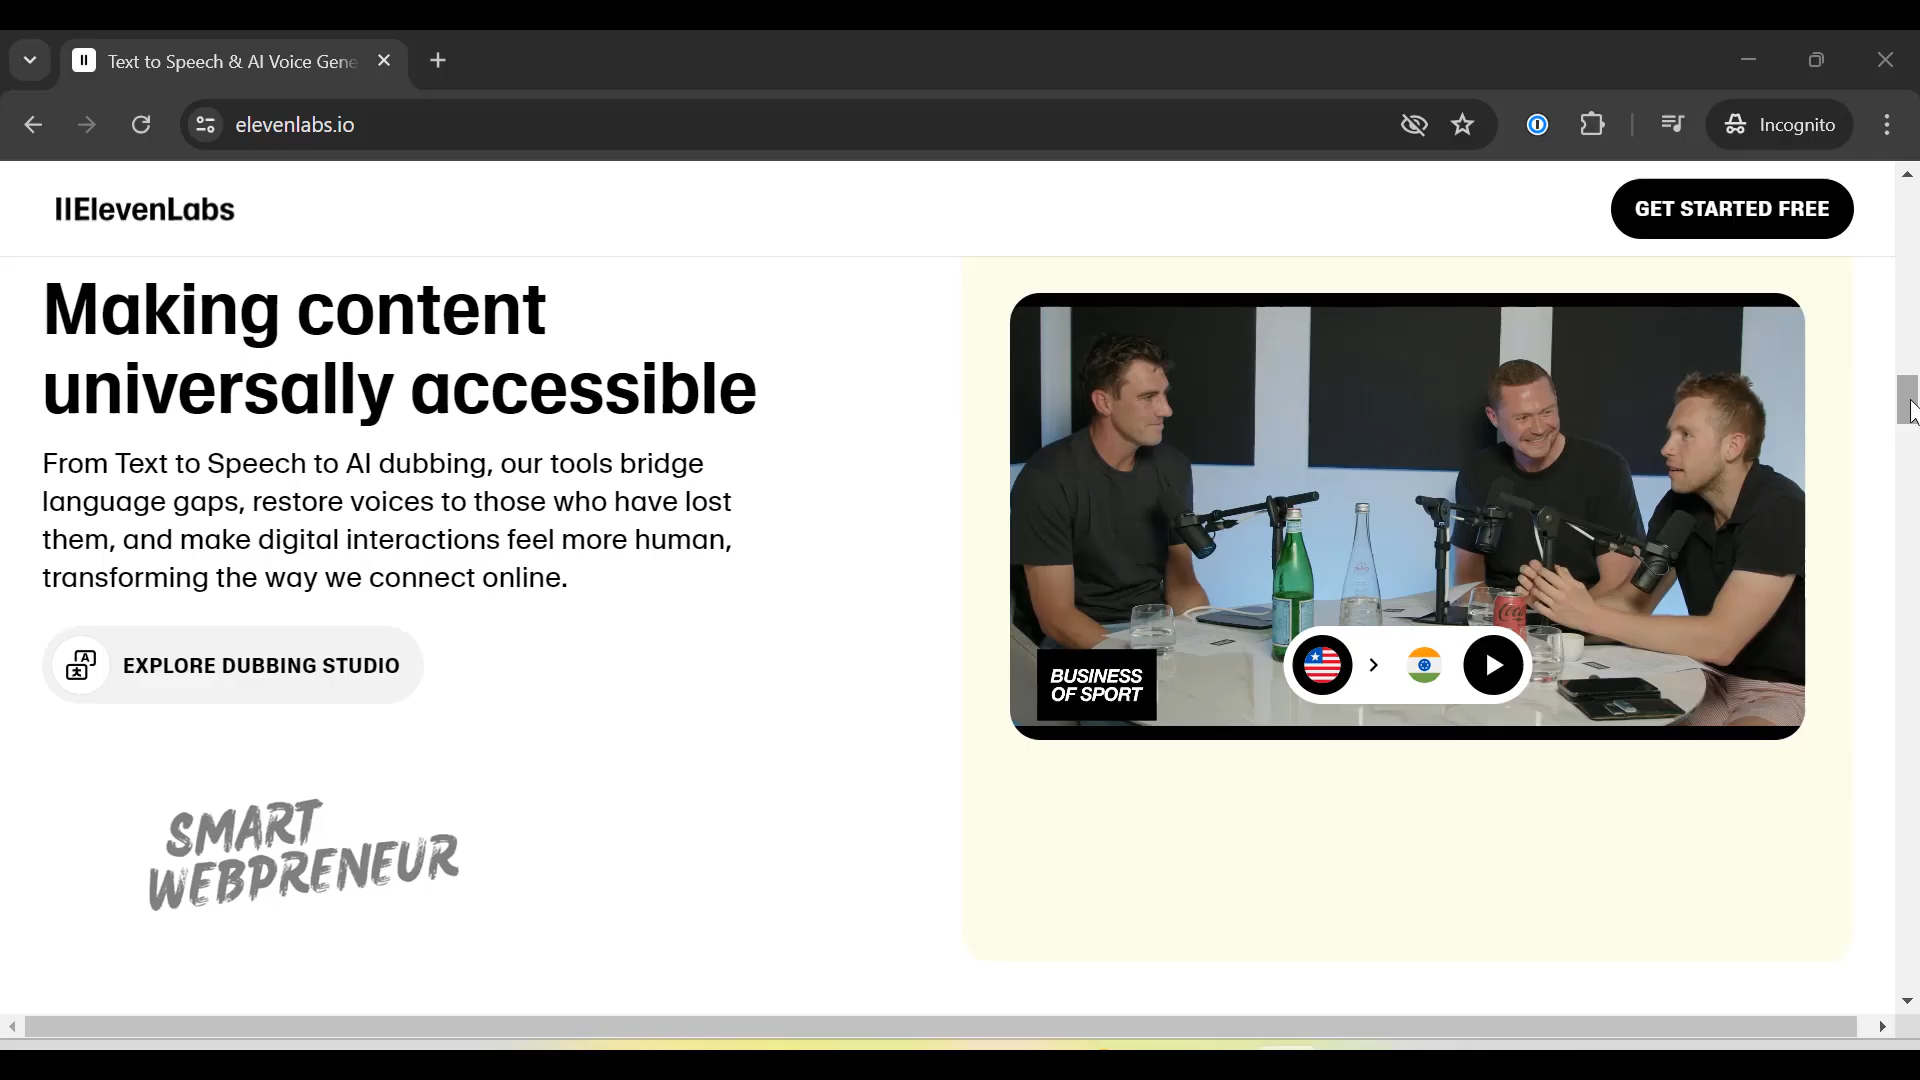 Text to Speech & AI Voice Gene
elevenlabs.io
Incognito
IIElevenLabs
GET STARTED FREE
Making content
universally accessible
From Text to Speech to AI dubbing, our tools bridge
language gaps, restore voices to those who have lost
them, and make digital interactions feel more human,
transforming the way we connect online.
EXPLORE DUBBING STUDIO
BUSINESS
OF SPORT
SMART
WEBPRENEUR